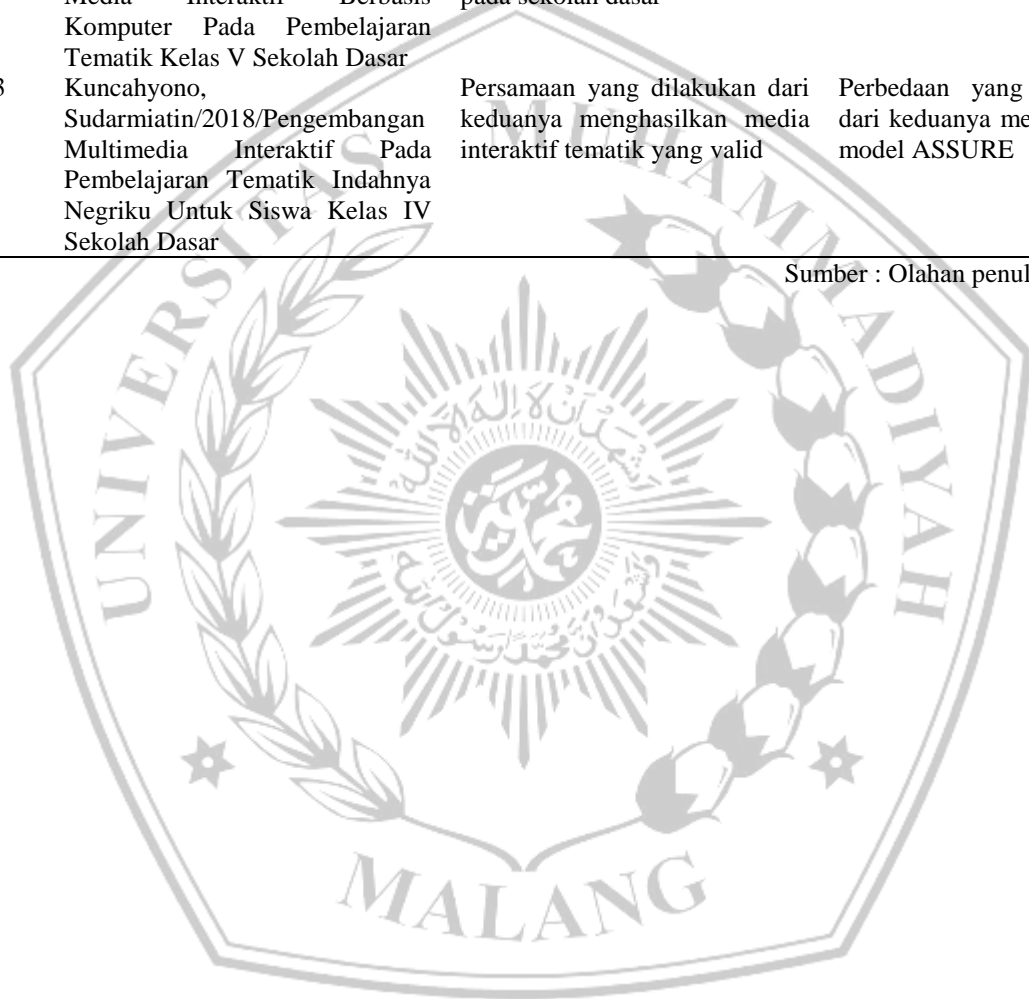 Media Interaktif Berbasis
Komputer Pada Pembelajaran
Tematik Kelas V Sekolah Dasar
pada sekolah dasar
3
Kuncahyono,
Sudarmiatin/2018/Pengembangan
Multimedia Interaktif Pada
Pembelajaran Tematik Indahnya
Negriku Untuk Siswa Kelas IV
Sekolah Dasar
Persamaan yang dilakukan dari
keduanya menghasilkan media
interaktif tematik yang valid
Perbedaan yang
dari keduanya
model ASSURE
Sumber : Olahan
UNIVERSITAS MUHAMMADIYAH
MALANG